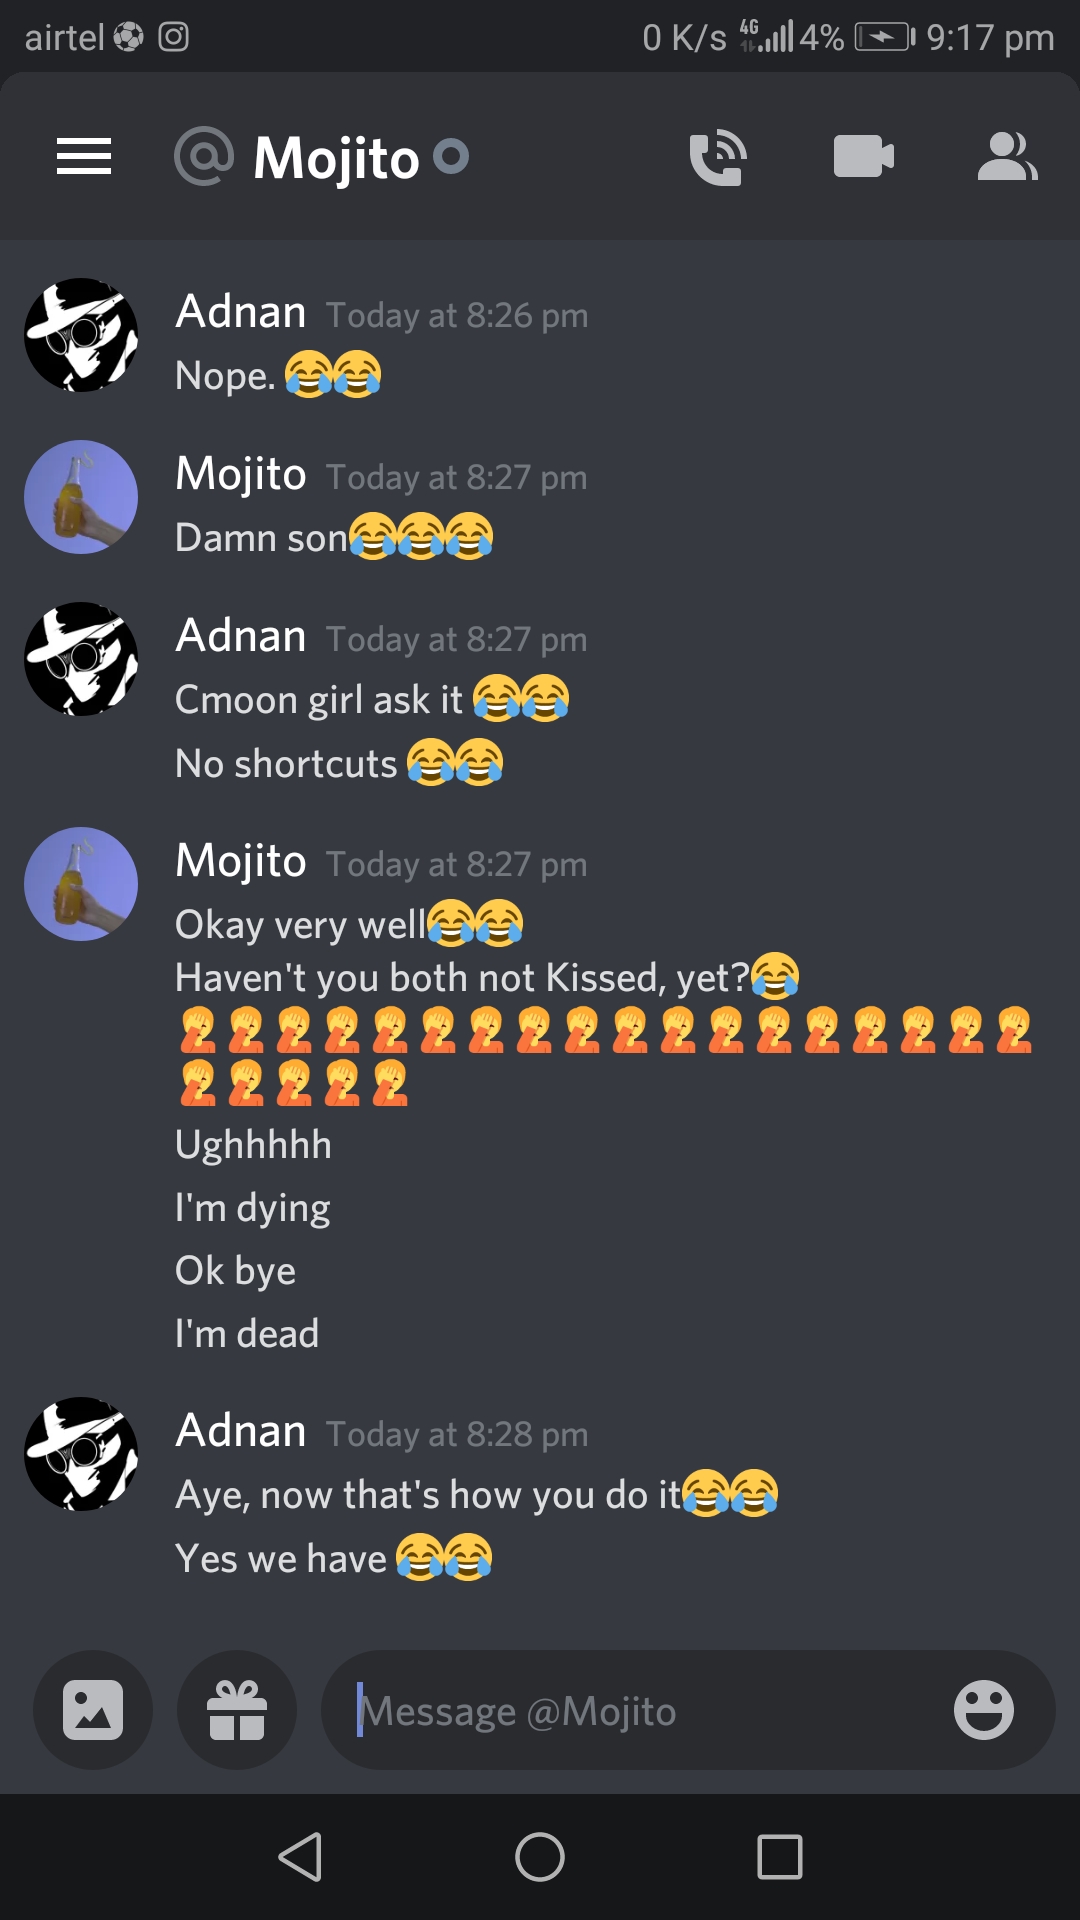 airtel 0 K/s 4G 4% 9:17 pm
@ Mojito
Adnan Today at 8:26 pm
Nope. 😂😂
Mojito Today at 8:27 pm
Damn son😂😂😂
Adnan Today at 8:27 pm
Cmoon girl ask it 😂😂
No shortcuts 😂😂
Mojito Today at 8:27 pm
Okay very well😂😂
Haven't you both not Kissed, yet?😂
🤦🤦🤦🤦🤦🤦🤦🤦🤦🤦🤦🤦🤦🤦🤦🤦🤦🤦
🤦🤦🤦🤦🤦
Ughhhhh
I'm dying
Ok bye
I'm dead
Adnan Today at 8:28 pm
Aye, now that's how you do it😂😂
Yes we have 😂😂
Message @Mojito